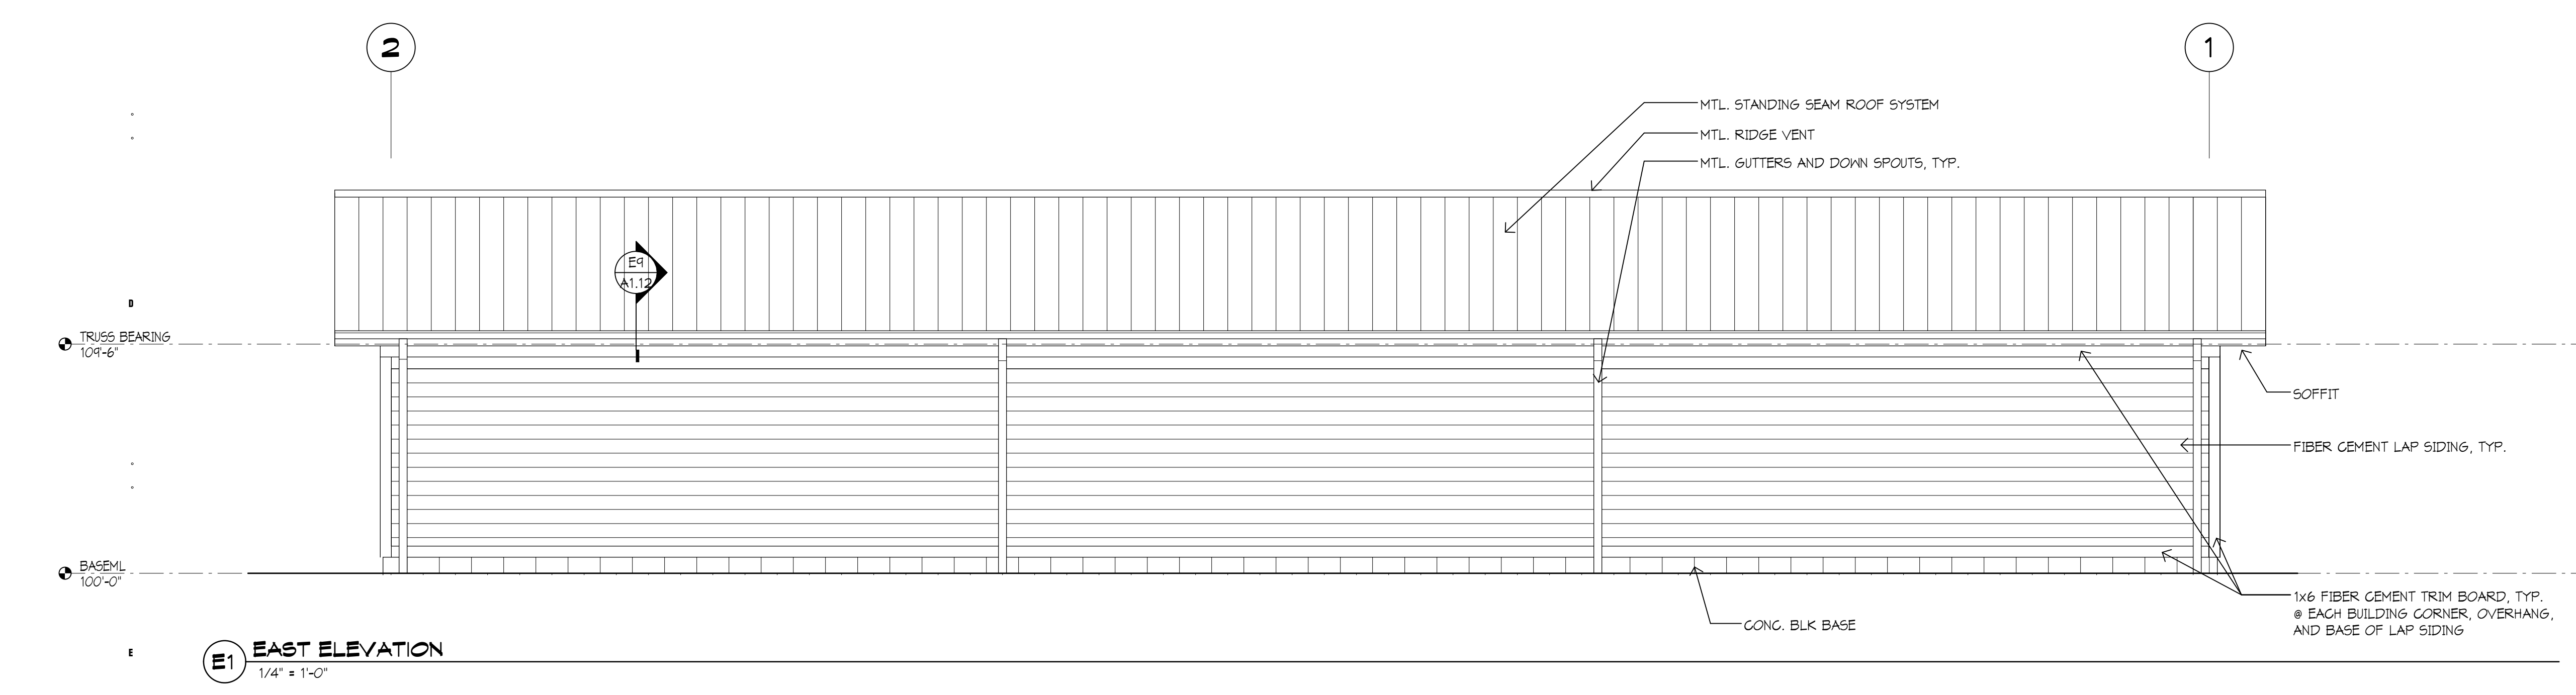 2
1
MTL. STANDING SEAM ROOF SYSTEM
MTL. RIDGE VENT
MTL. GUTTERS AND DOWN SPOUTS, TYP.
E9
A1.12
D
TRUSS BEARING
109'-6"
SOFFIT
FIBER CEMENT LAP SIDING, TYP.
BASEML
100'-0"
1x6 FIBER CEMENT TRIM BOARD, TYP.
@ EACH BUILDING CORNER, OVERHANG,
AND BASE OF LAP SIDING
CONC. BLK BASE
E
E1
EAST ELEVATION
1/4" = 1'-0"